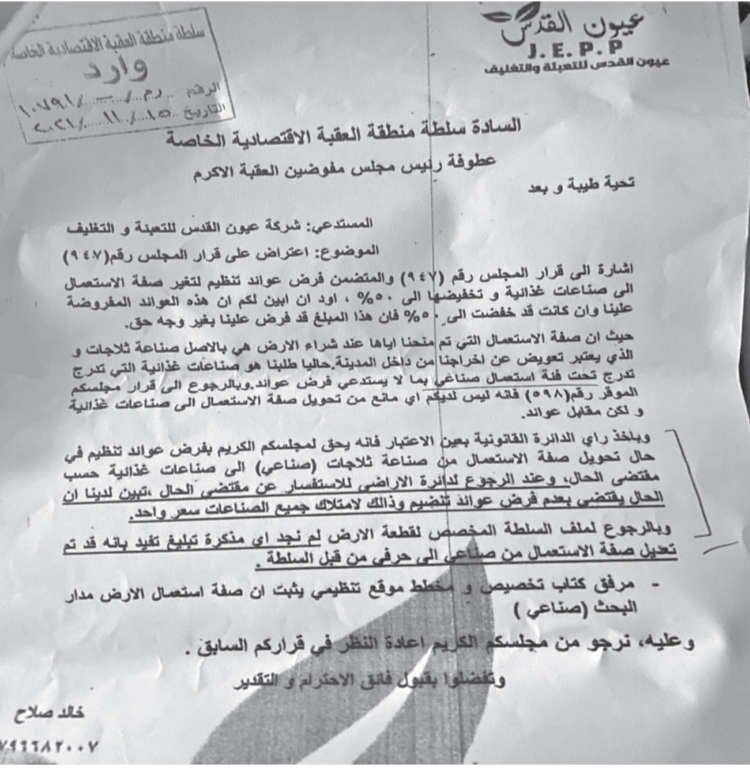 سلطة منطقة العقبة الاقتصادية الخاصة
وارد
الرقم رم/ــ/١٠٧٩١
التاريخ ١٥/١١/٢٠٢١
عيون القدس
J.E.P.P
عيون القدس للتعبئة والتغليف
السادة سلطة منطقة العقبة الاقتصادية الخاصة
عطوفة رئيس مجلس مفوضين العقبة الاكرم
تحية طيبة و بعد
المستدعي: شركة عيون القدس للتعبئة و التغليف
الموضوع: اعتراض على قرار المجلس رقم(٩٤٧)
اشارة الى قرار المجلس رقم (٩٤٧) والمتضمن فرض عوائد تنظيم لتغير صفة الاستعمال
الى صناعات غذائية و تخفيضها الى ٥٠% ، اود ان ابين لكم ان هذه العوائد المفروضة
علينا وان كانت قد خفضت الى ٥٠% فان هذا المبلغ قد فرض علينا بغير وجه حق.
حيث ان صفة الاستعمال التي تم منحنا اياها عند شراء الارض هي بالاصل صناعة ثلاجات و
الذي يعتبر تعويض عن اخراجنا من داخل المدينة.حاليا طلبنا هو صناعات غذائية التي تدرج
تدرج تحت فئة استعمال صناعي بما لا يستدعي فرض عوائد.وبالرجوع الى قرار مجلسكم
الموقر رقم(٥٩٨) فانه ليس لديكم اي مانع من تحويل صفة الاستعمال الى صناعات غذائية
و لكن مقابل عوائد.
وباخذ راي الدائرة القانونية بعين الاعتبار فانه يحق لمجلسكم الكريم بفرض عوائد تنظيم في
حال تحويل صفة الاستعمال من صناعة ثلاجات (صناعي) الى صناعات غذائية حسب
مقتضى الحال، وعند الرجوع لدائرة الاراضي للاستفسار عن مقتضى الحال ،تبين لدينا ان
الحال يقتضي بعدم فرض عوائد تنضيم وذالك لامتلاك جميع الصناعات سعر واحد.
وبالرجوع لملف السلطة المخصص لقطعة الارض لم نجد اي مذكرة تبليغ تفيد بانه قد تم
تعديل صفة الاستعمال من صناعي الى حرفي من قبل السلطة .
- مرفق كتاب تخصيص و مخطط موقع تنظيمي يثبت ان صفة استعمال الارض مدار
البحث (صناعي )
وعليه، نرجو من مجلسكم الكريم اعادة النظر في قراركم السابق .
وتفضلوا بقبول فائق الاحترام و التقدير
خالد صلاح
٧٩٦٦٨٢٠٠٧